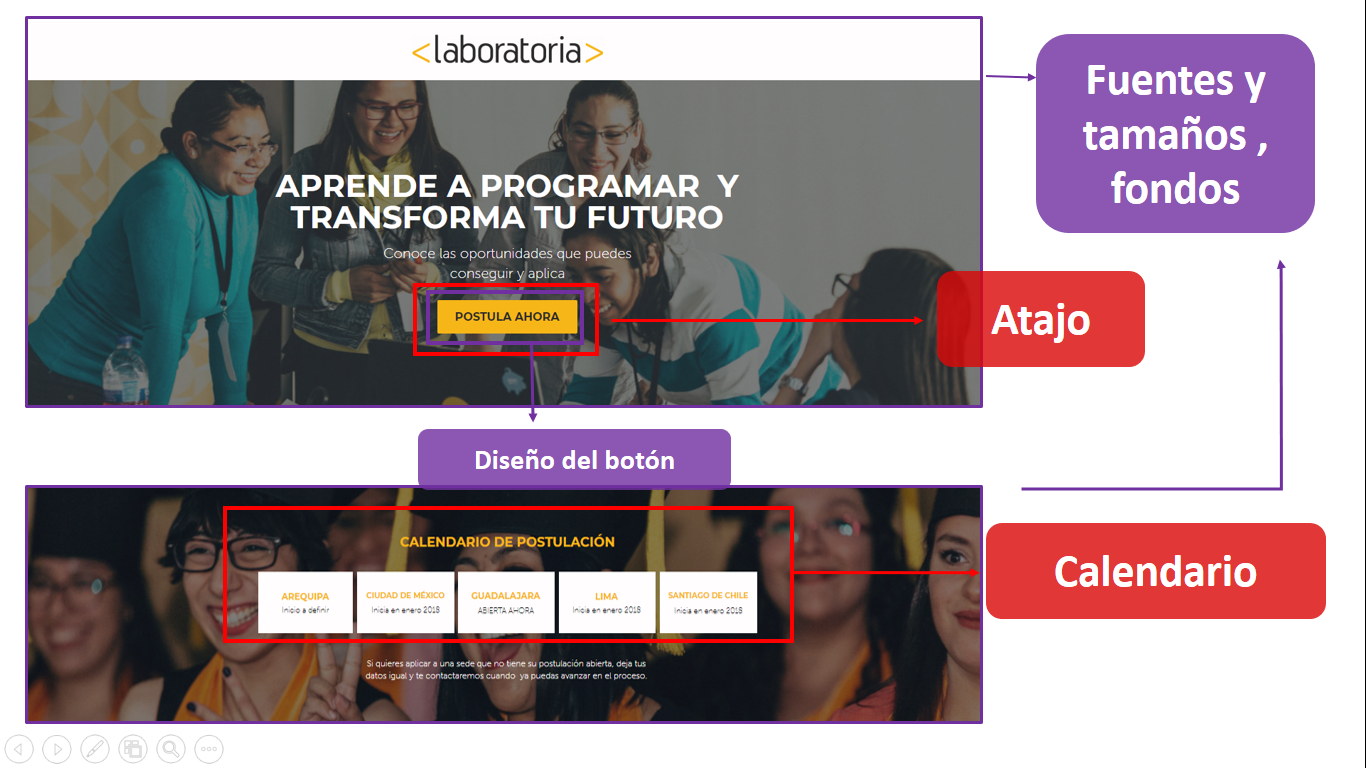 <laboratoria>
Fuentes y
tamaños ,
fondos
APRENDE A PROGRAMAR Y
TRANSFORMA TU FUTURO
Conoce las oportunidades que puedes
conseguir y aplica
POSTULA AHORA
Atajo
Diseño del botón
CALENDARIO DE POSTULACIÓN
AREQUIPA
Inicio a definir
CIUDAD DE MÉXICO
Inicia en enero 2018
GUADALAJARA
ABIERTA AHORA
LIMA
Inicia en enero 2018
SANTIAGO DE CHILE
Inicia en enero 2018
Calendario
Si quieres aplicar a una sede que no tiene su postulación abierta, deja tus
datos igual y te contactaremos cuando ya puedas avanzar en el proceso.